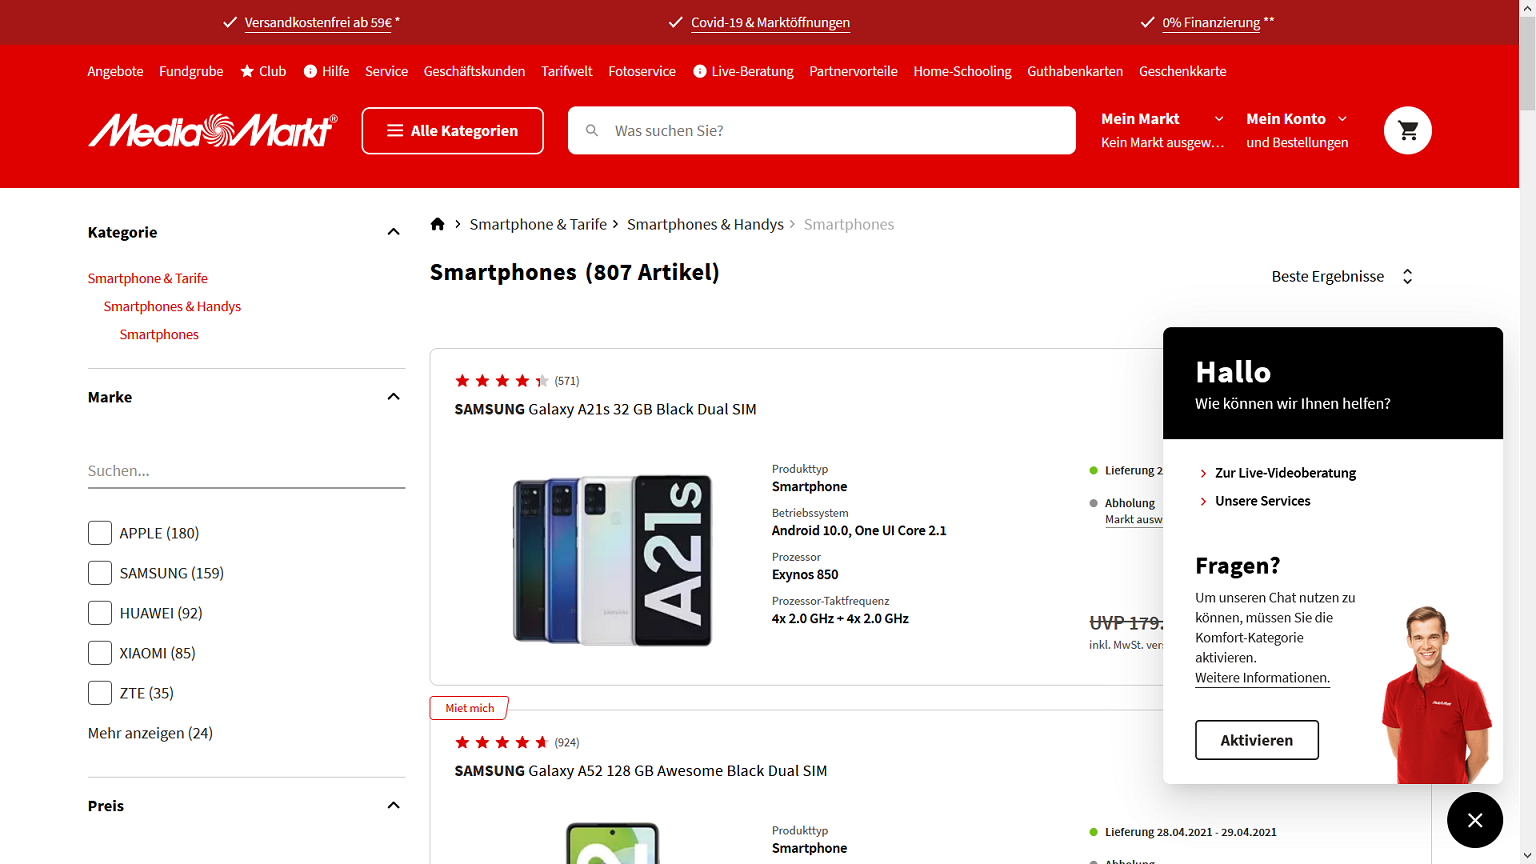 Versandkostenfrei ab 59€ *
Covid-19 & Marktöffnungen
0% Finanzierung **
Angebote Fundgrube Club Hilfe Service Geschäftskunden Tarifwelt Fotoservice Live-Beratung Partnervorteile Home-Schooling Guthabenkarten Geschenkkarte
MediaMarkt®
Alle Kategorien
Was suchen Sie?
Mein Markt
Kein Markt ausgew...
Mein Konto
und Bestellungen
Kategorie
Smartphone & Tarife
Smartphones & Handys
Smartphones
Marke
Suchen...
APPLE (180)
SAMSUNG (159)
HUAWEI (92)
XIAOMI (85)
ZTE (35)
Mehr anzeigen (24)
Preis
Smartphone & Tarife > Smartphones & Handys > Smartphones
Smartphones (807 Artikel)
Beste Ergebnisse
(571)
SAMSUNG Galaxy A21s 32 GB Black Dual SIM
A21s
SAMSUNG
Produkttyp
Smartphone
Betriebssystem
Android 10.0, One UI Core 2.1
Prozessor
Exynos 850
Prozessor-Taktfrequenz
4x 2.0 GHz + 4x 2.0 GHz
Lieferung 2
Abholung
Markt ausw
UVP 179.
inkl. MwSt. vers
Miet mich
(924)
SAMSUNG Galaxy A52 128 GB Awesome Black Dual SIM
Produkttyp
Smartphone
Lieferung 28.04.2021 - 29.04.2021
Abholung
Hallo
Wie können wir Ihnen helfen?
Zur Live-Videoberatung
Unsere Services
Fragen?
Um unseren Chat nutzen zu
können, müssen Sie die
Komfort-Kategorie
aktivieren.
Weitere Informationen.
Aktivieren
MediaMarkt